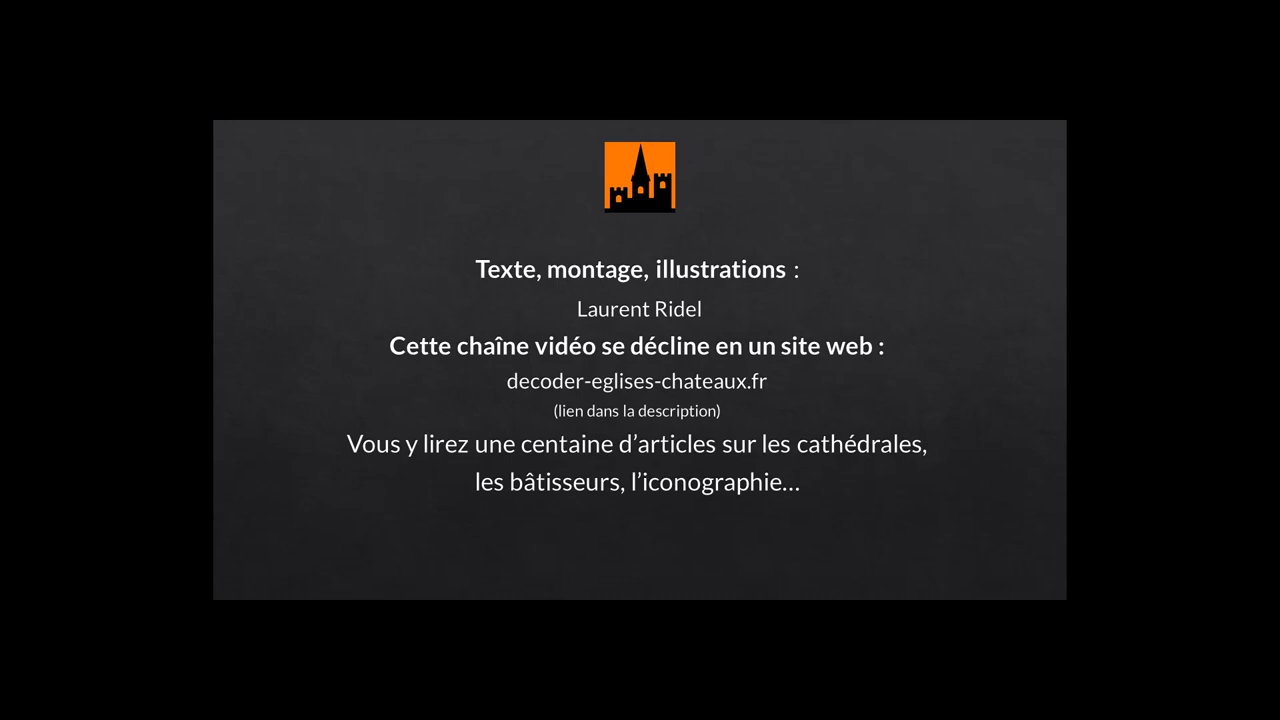 Texte, montage, illustrations :
Laurent Ridel
Cette chaîne vidéo se décline en un site web :
decoder-eglises-chateaux.fr
(lien dans la description)
Vous y lirez une centaine d’articles sur les cathédrales,
les bâtisseurs, l’iconographie…